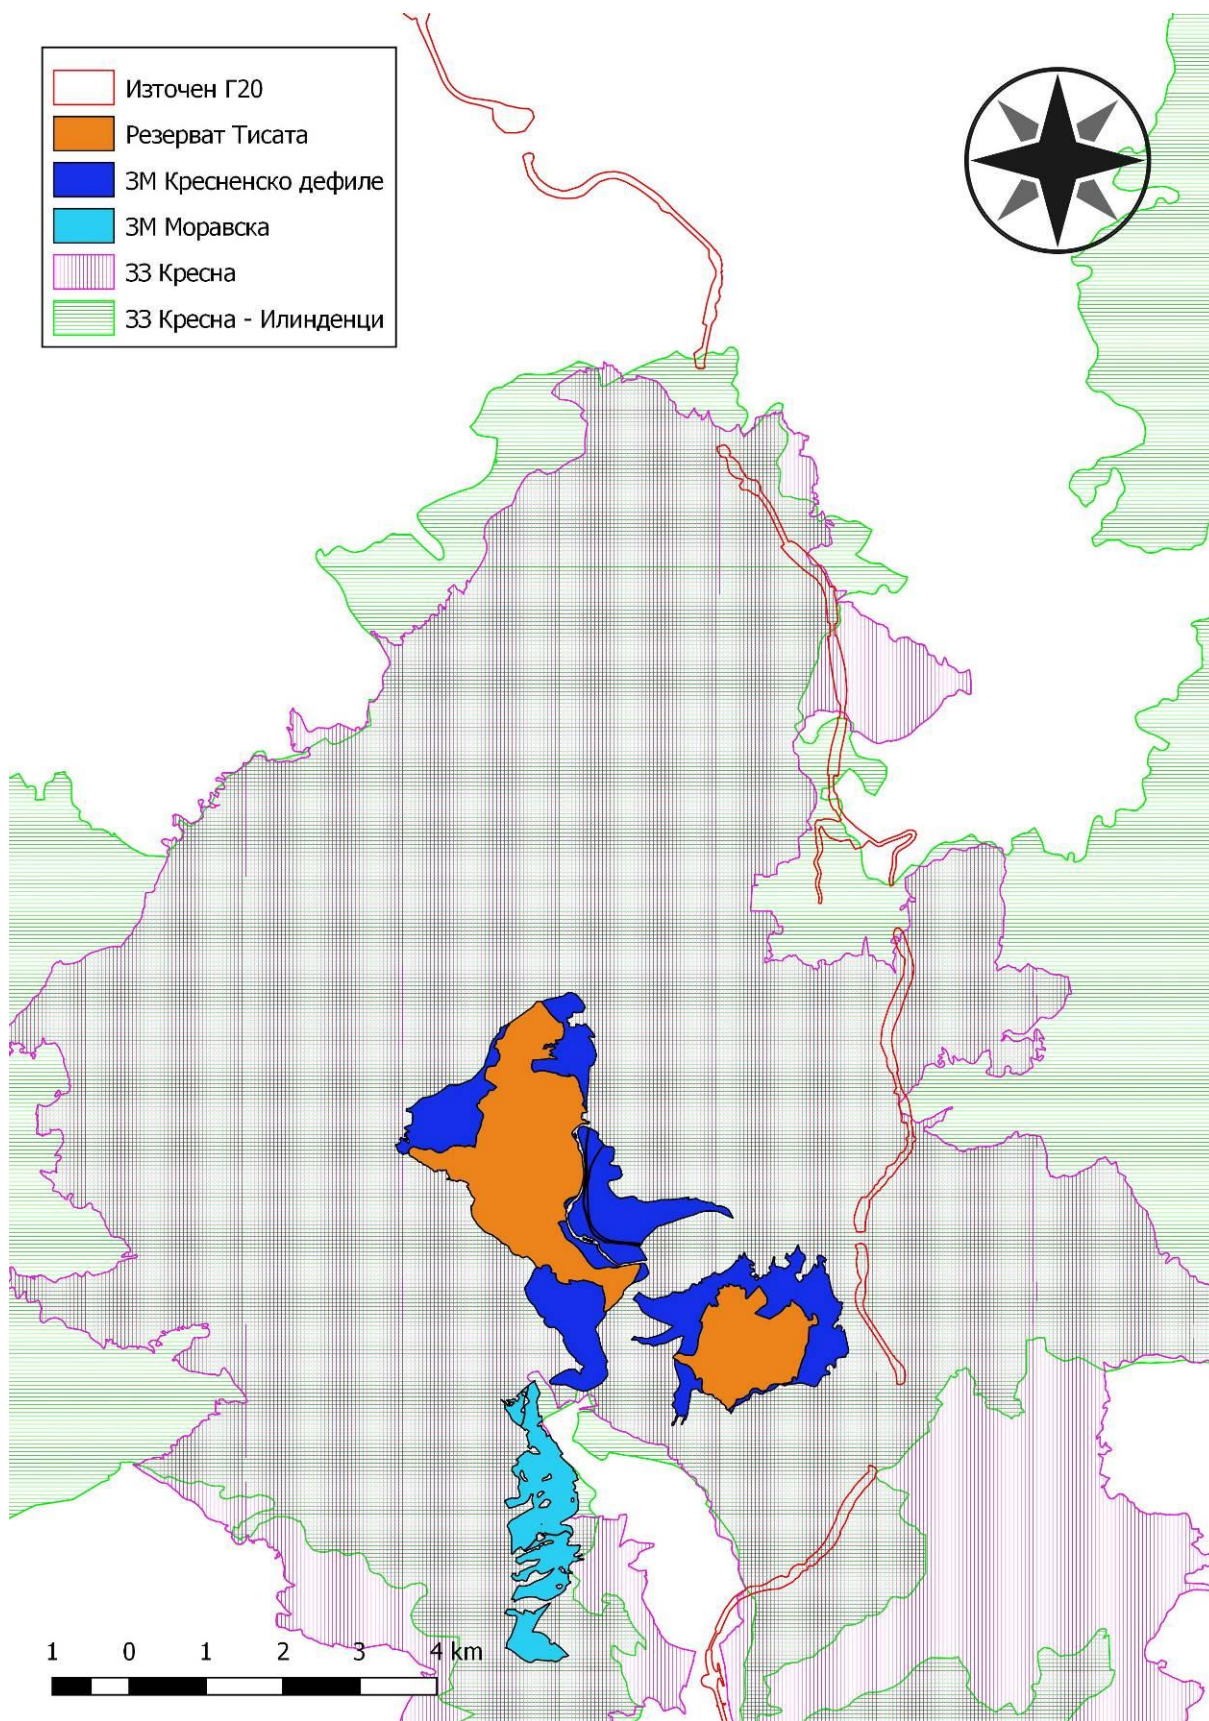 Източен Г20
Резерват Тисата
ЗМ Кресненско дефиле
ЗМ Моравска
ЗЗ Кресна
ЗЗ Кресна - Илинденци
1 0 1 2 3 4 km